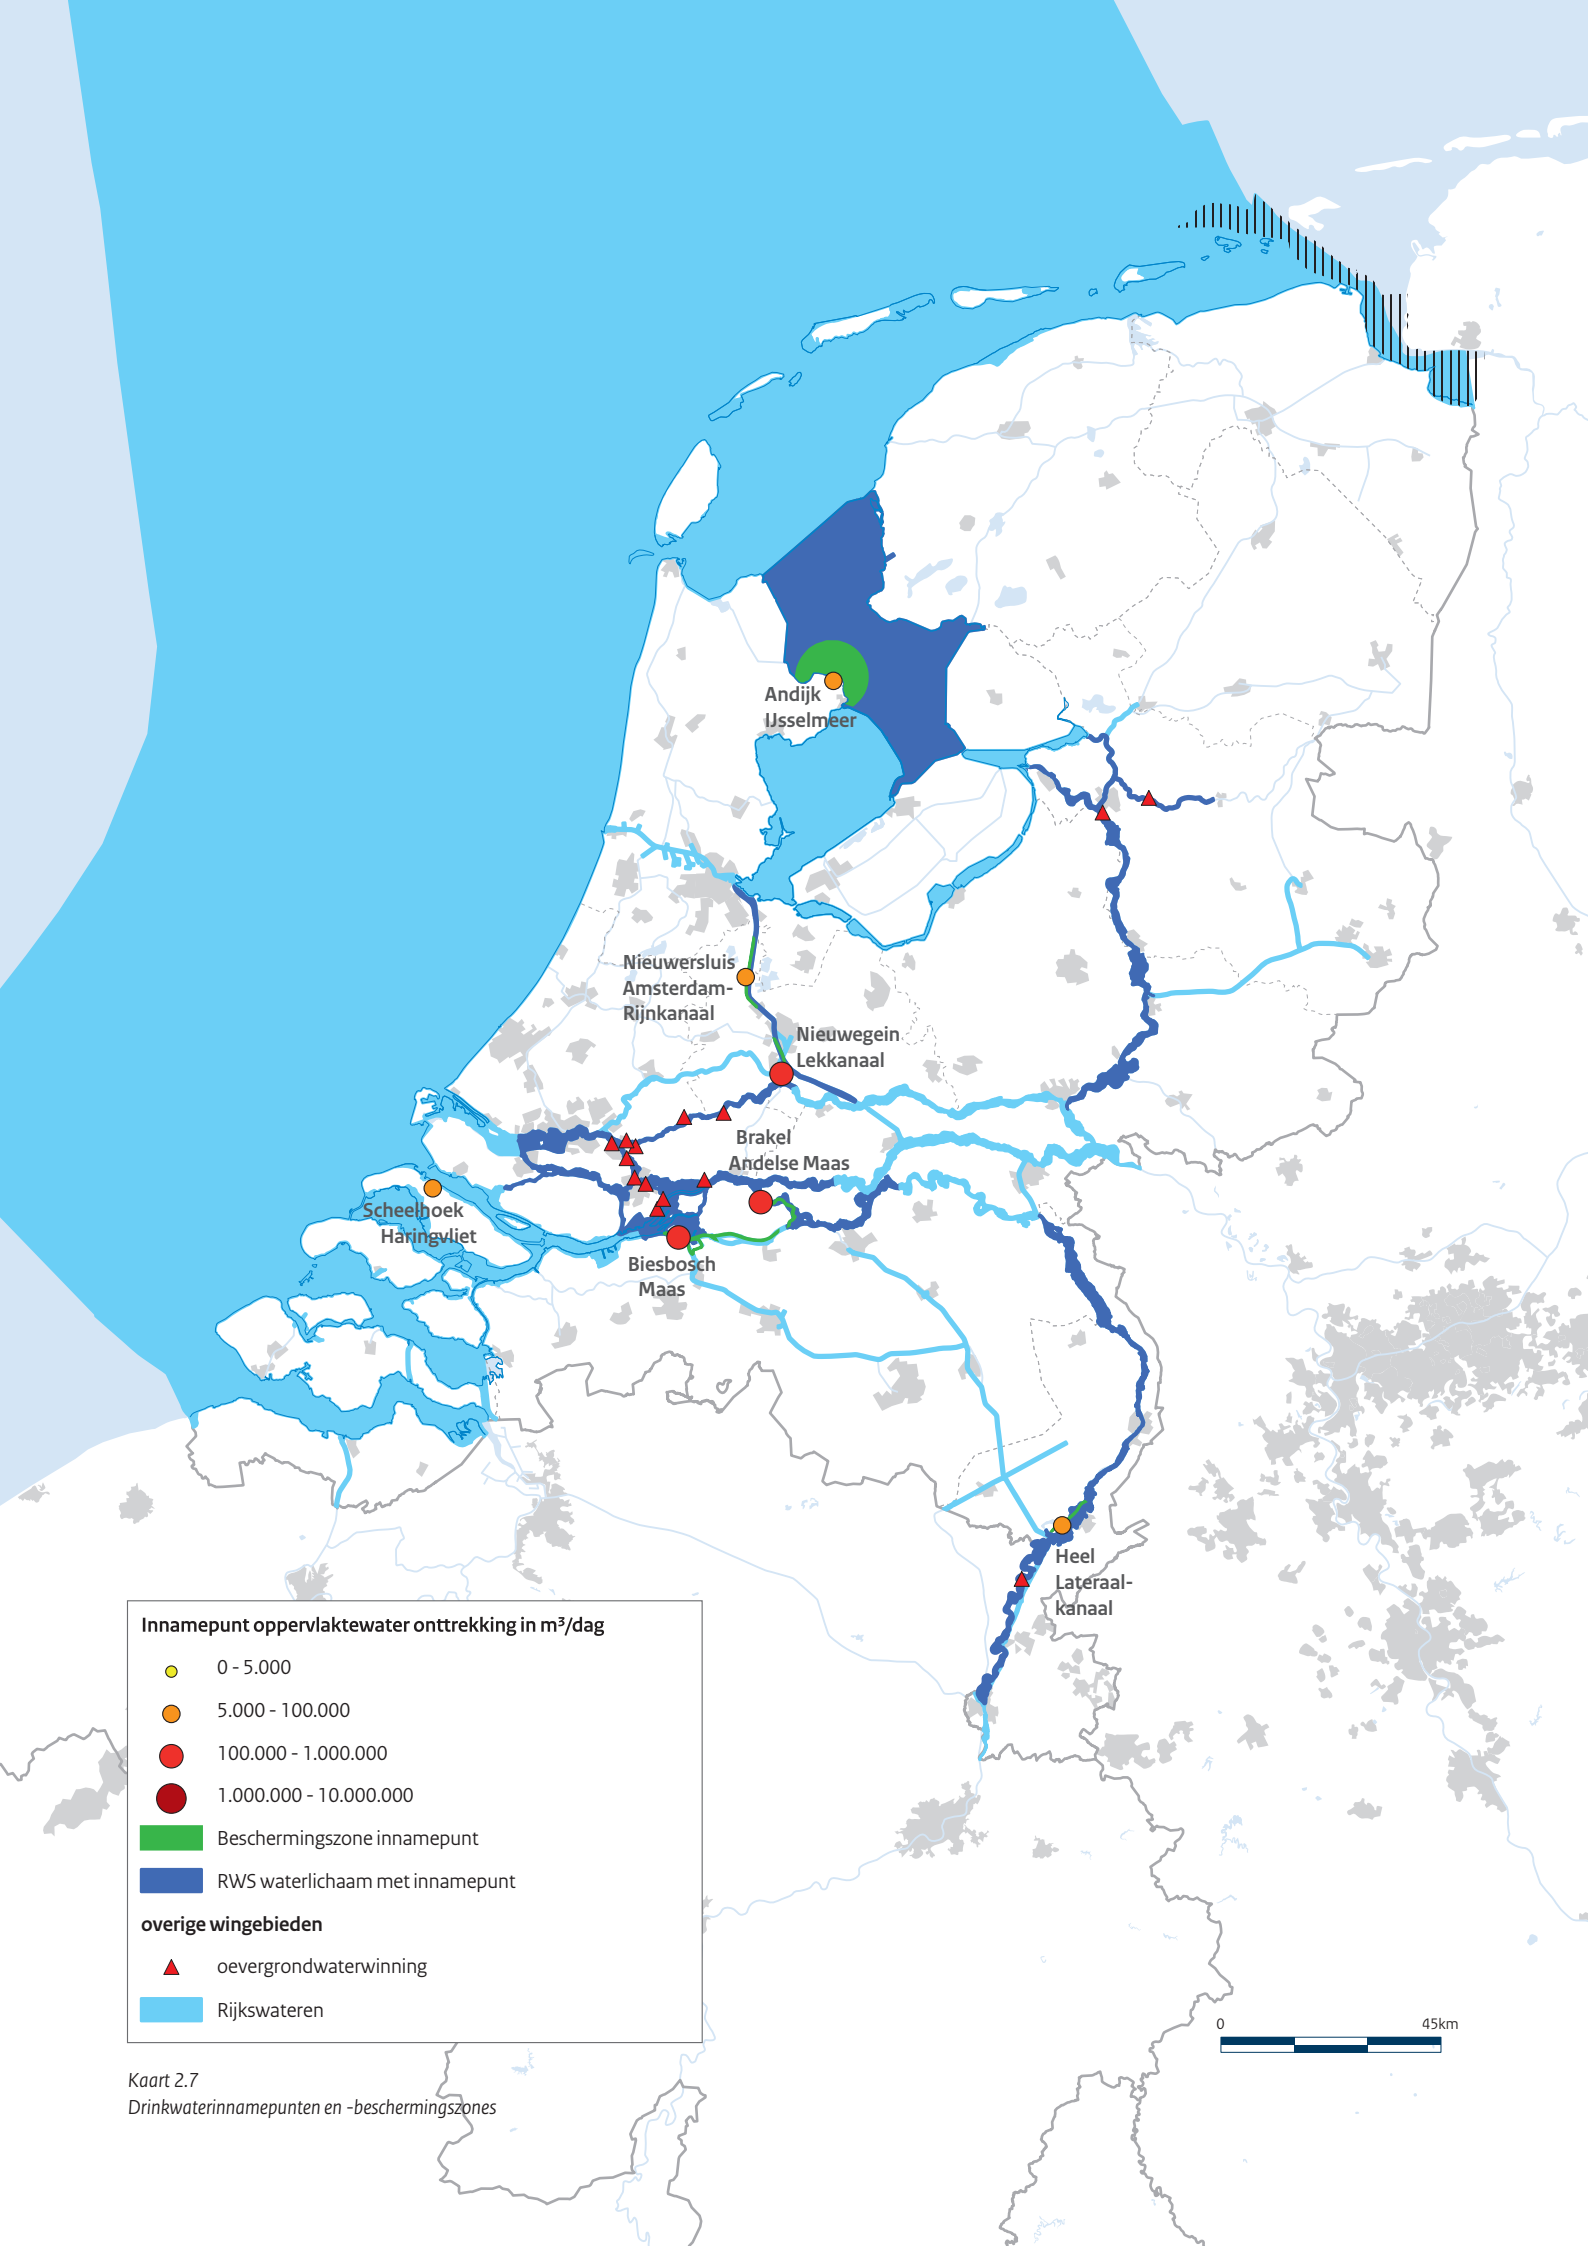 Andijk
IJsselmeer
Nieuwersluis
Amsterdam-
Rijnkanaal
Nieuwegein
Lekkanaal
Brakel
Andelse Maas
Scheelhoek
Haringvliet
Biesbosch
Maas
Heel
Lateraal-
kanaal
Innamepunt oppervlaktewater onttrekking in m³/dag
0 - 5.000
5.000 - 100.000
100.000 - 1.000.000
1.000.000 - 10.000.000
Beschermingszone innamepunt
RWS waterlichaam met innamepunt
overige wingebieden
oevergrondwaterwinning
Rijkswateren
0 45km
Kaart 2.7
Drinkwaterinnamepunten en -beschermingszones